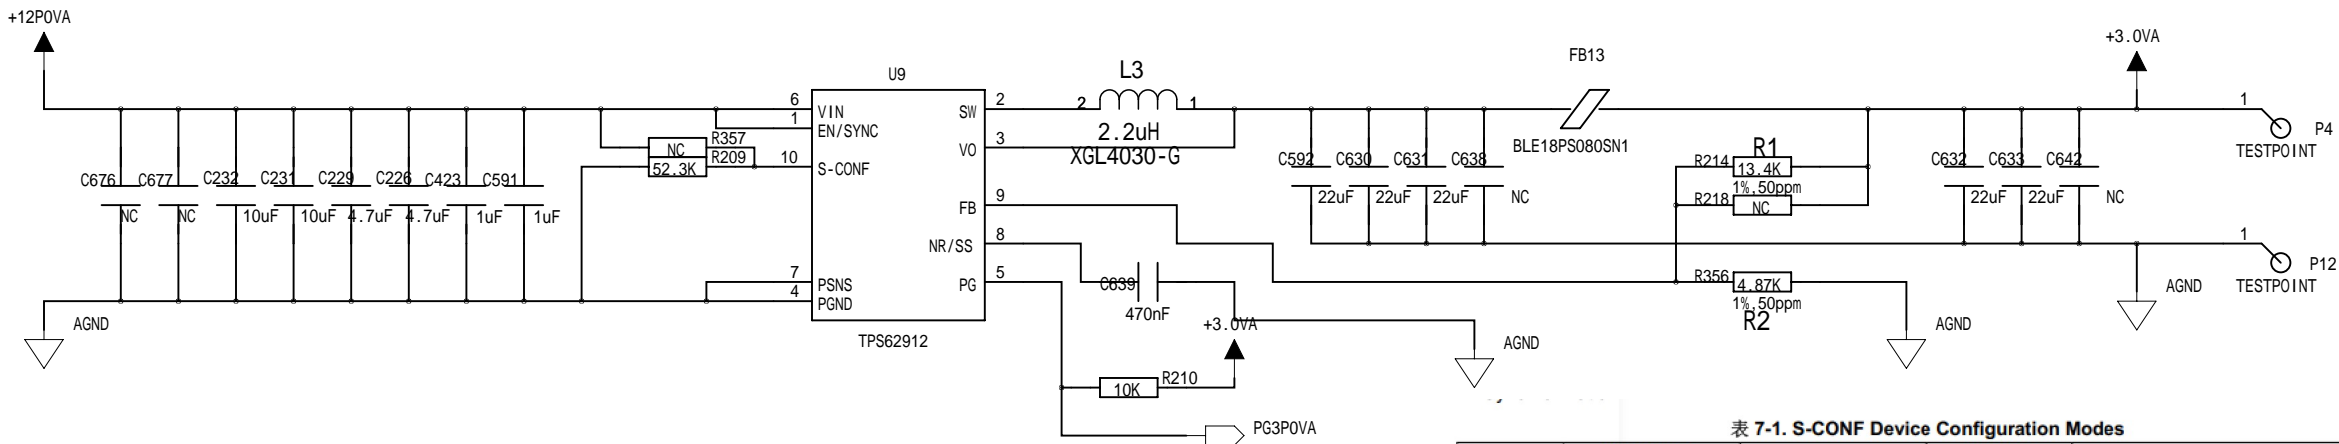 +12P0VA
+3.0VA
FB13
L3
U9
6
VIN
SW
2
2
1
1
P4
1
EN/SYNC
2.2uH
TESTPOINT
R357
NC
VO
3
XGL4030-G
BLE18PS080SN1
R1
R209
10
S-CONF
52.3K
C592
C630
C631
C638
R214
13.4K
C632
C633
C642
C676
C677
C232
C231
C229
C226
C423
C591
1%,50ppm
22uF
22uF
22uF
NC
R218
NC
22uF
22uF
NC
FB
9
NC
NC
10uF
10uF
4.7uF
4.7uF
1uF
1uF
NR/SS
8
1
P12
7
PSNS
PG
5
C639
R356
4.87K
AGND
TESTPOINT
4
PGND
470nF
1%,50ppm
R2
AGND
TPS62912
+3.0VA
AGND
AGND
10K
R210
PG3P0VA
表 7-1. S-CONF Device Configuration Modes